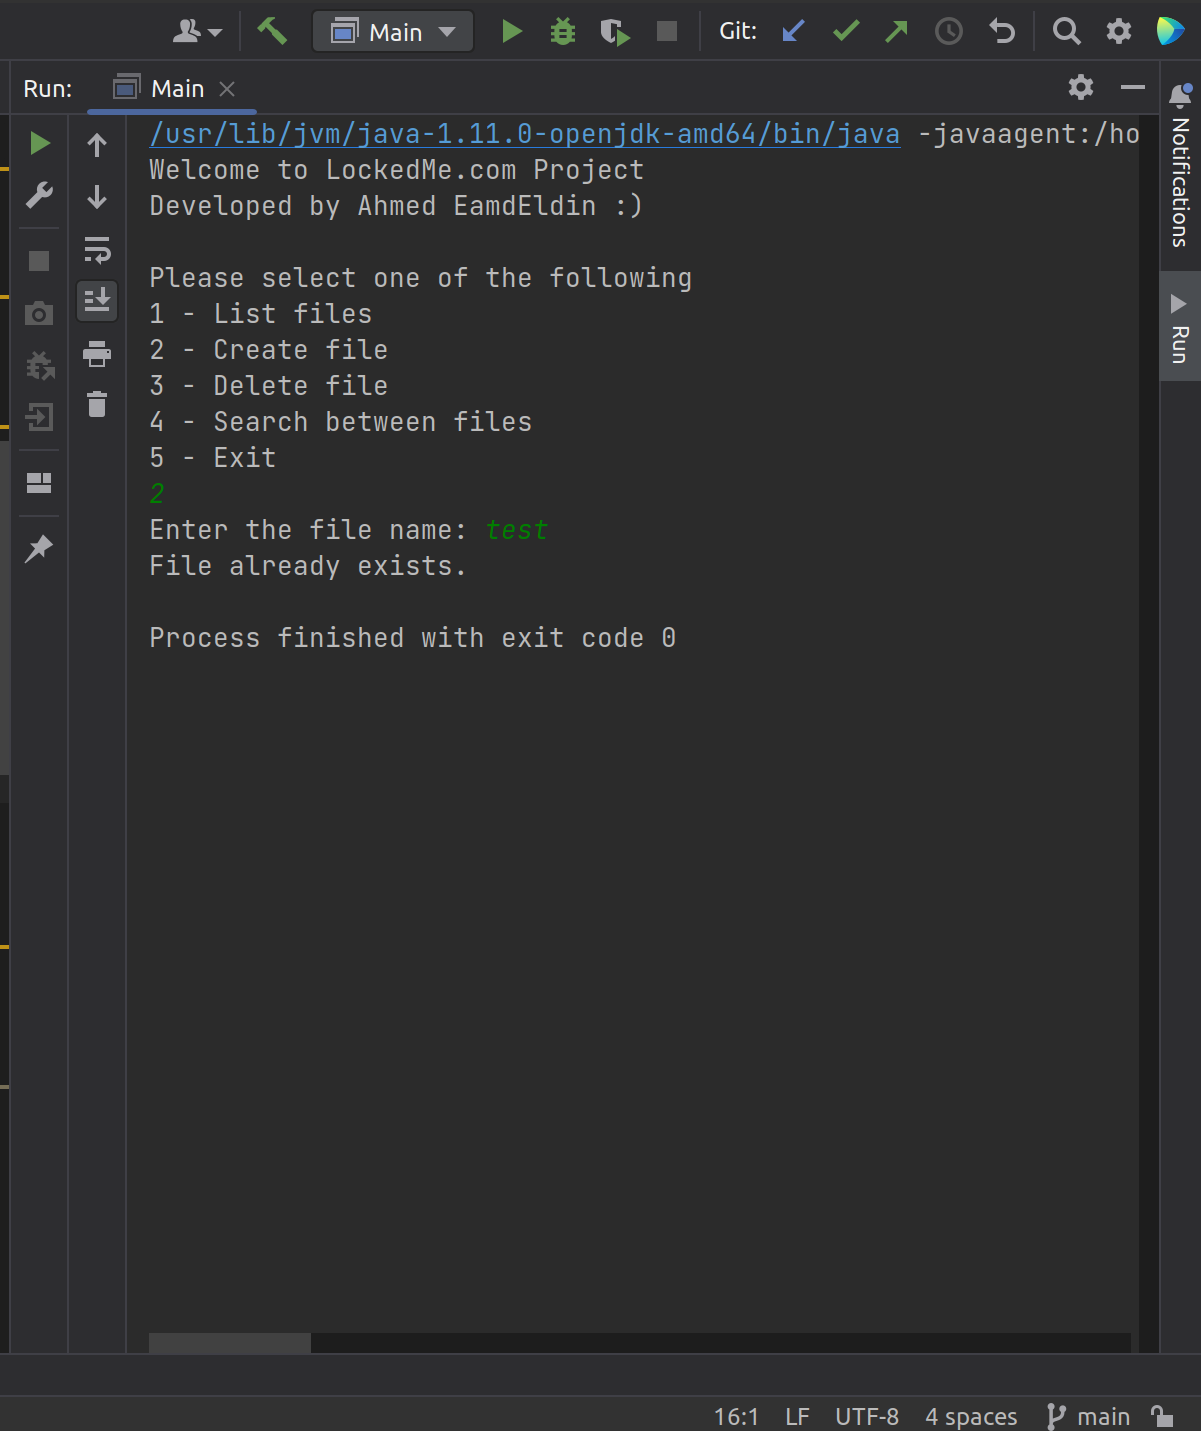 Main
Git:
Run:
Main
/usr/lib/jvm/java-1.11.0-openjdk-amd64/bin/java -javaagent:/ho
Welcome to LockedMe.com Project
Developed by Ahmed EamdEldin :)
Please select one of the following
1 - List files
2 - Create file
3 - Delete file
4 - Search between files
5 - Exit
2
Enter the file name: test
File already exists.
Process finished with exit code 0
Notifications
Run
16:1 LF UTF-8 4 spaces main